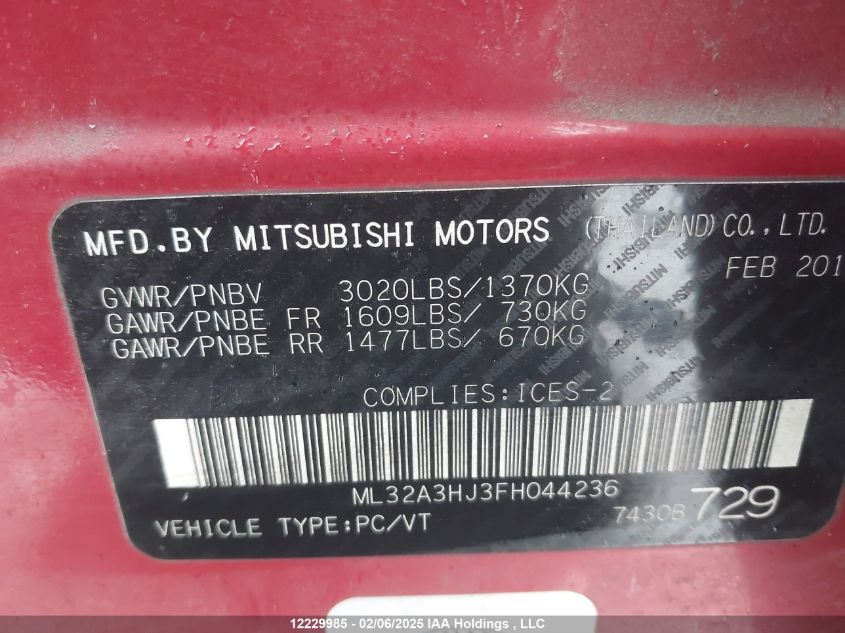 MFD.BY MITSUBISHI MOTORS (THAILAND) CO., LTD.
FEB 201
GVWR/PNBV 3020LBS/1370KG
GAWR/PNBE FR 1609LBS/ 730KG
GAWR/PNBE RR 1477LBS/ 670KG
COMPLIES:ICES-2
ML32A3HJ3FH044236
VEHICLE TYPE:PC/VT 7430B 729
12229985 - 02/06/2025 IAA Holdings , LLC